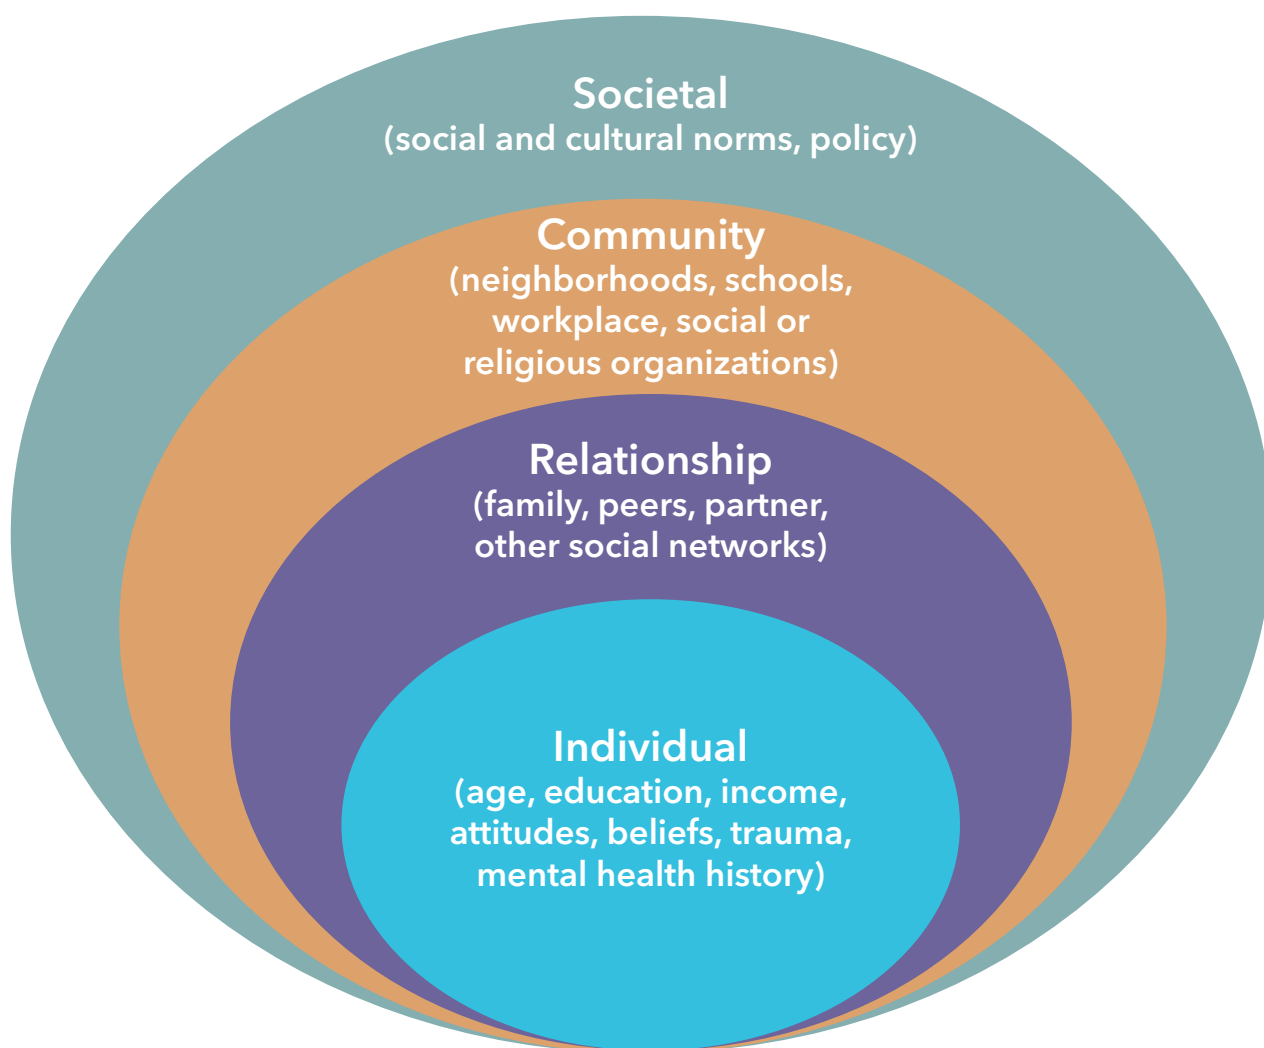 Societal
(social and cultural norms, policy)
Community
(neighborhoods, schools,
workplace, social or
religious organizations)
Relationship
(family, peers, partner,
other social networks)
Individual
(age, education, income,
attitudes, beliefs, trauma,
mental health history)